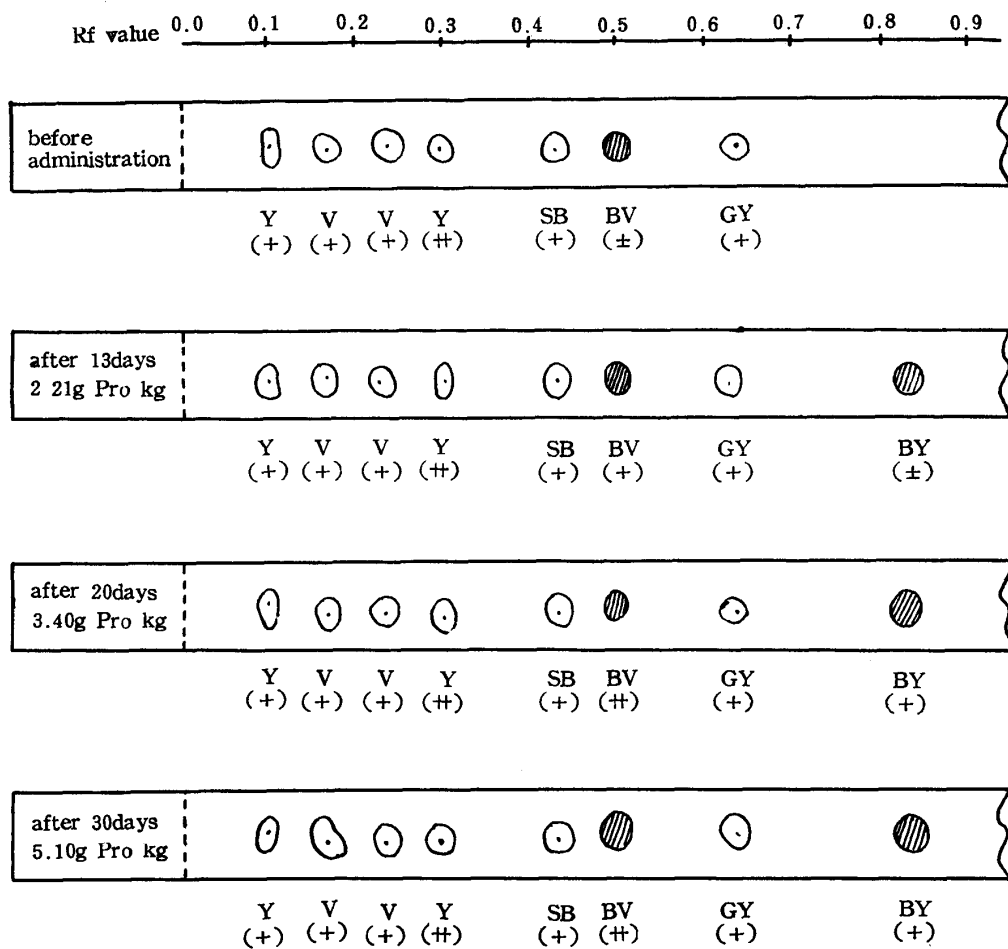 Rf value 0.0 0.1 0.2 0.3 0.4 0.5 0.6 0.7 0.8 0.9
before
administration
Y V V Y SB BV GY
(+) (+) (+) (++) (+) (±) (+)
after 13days
2 21g Pro kg
Y V V Y SB BV GY BY
(+) (+) (+) (++) (+) (+) (+) (±)
after 20days
3.40g Pro kg
Y V V Y SB BV GY BY
(+) (+) (+) (++) (+) (++) (+) (+)
after 30days
5.10g Pro kg
Y V V Y SB BV GY BY
(+) (+) (+) (++) (+) (++) (+) (+)